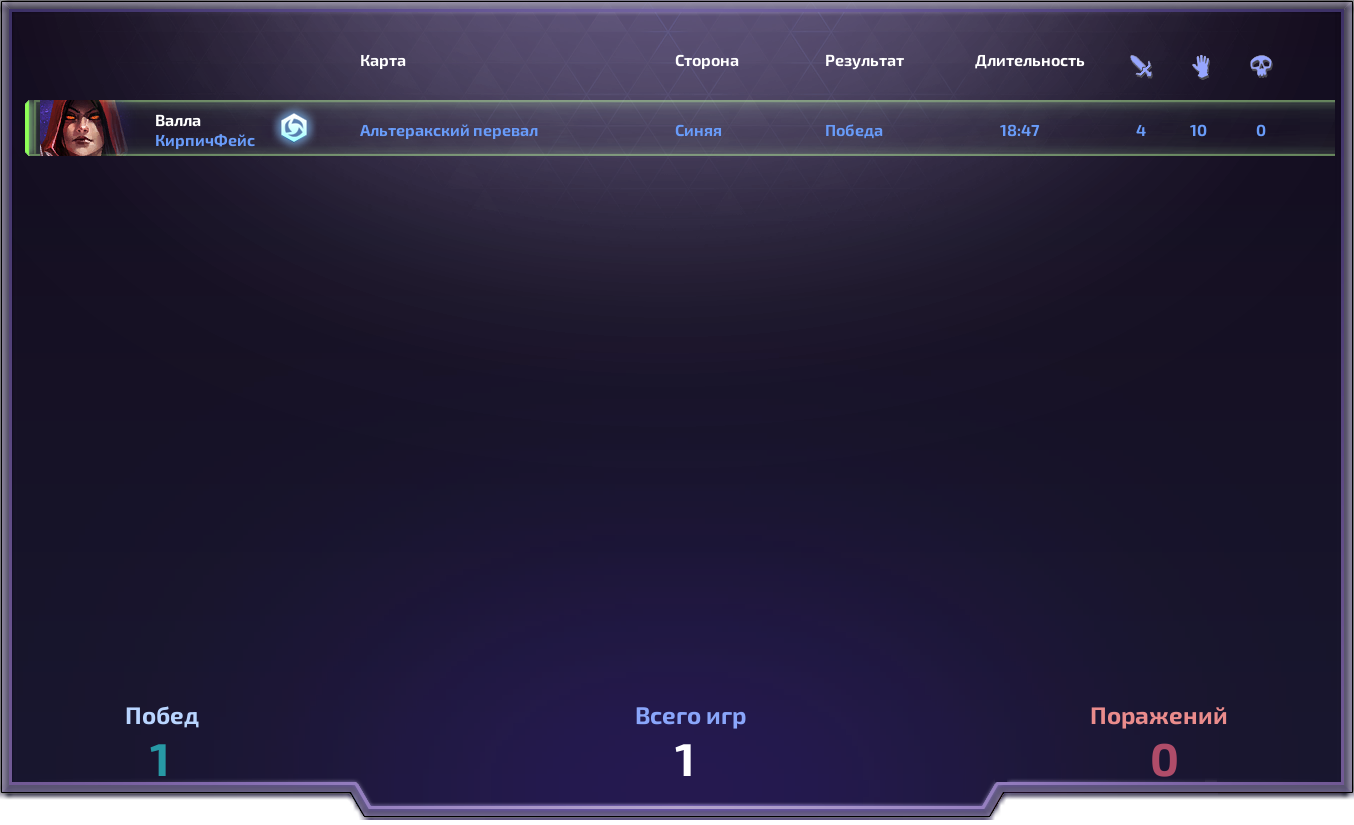 Карта Сторона Результат Длительность
Валла
КирпичФейс
Альтеракский перевал Синяя Победа 18:47 4 10 0
Побед Всего игр Поражений
1 1 0